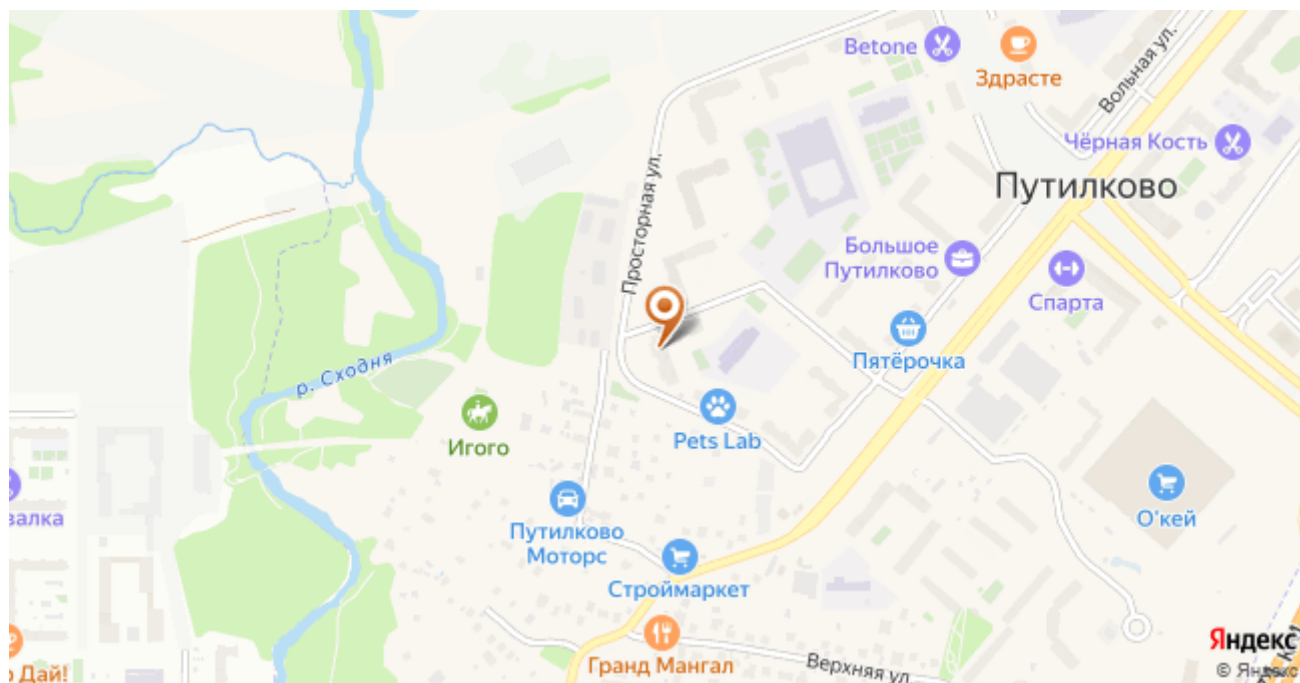 Betone
Здрасте
Вольная ул.
Чёрная Кость
Путилково
Просторная ул.
Большое
Путилково
Спарта
Пятёрочка
р. Сходня
Игого
Pets Lab
О'кей
Путилково
Моторс
Строймаркет
Гранд Мангал
Верхняя ул.
Дай!
Яндекс
© Яндекс